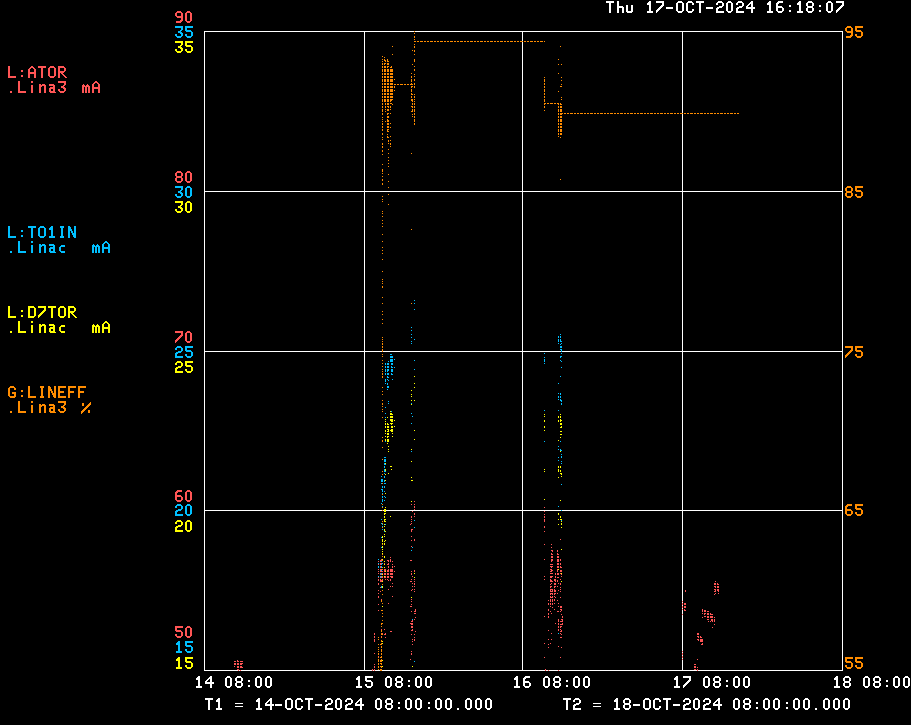 Thu 17-OCT-2024 16:18:07
90
35
35
95
L:ATOR
.Lina3 mA
80
30
30
85
L:TO1IN
.Linac mA
L:D7TOR
.Linac mA
70
25
25
75
G:LINEFF
.Lina3 %
60
20
20
65
50
15
15
55
14 08:00 15 08:00 16 08:00 17 08:00 18 08:00
T1 = 14-OCT-2024 08:00:00.000 T2 = 18-OCT-2024 08:00:00.000